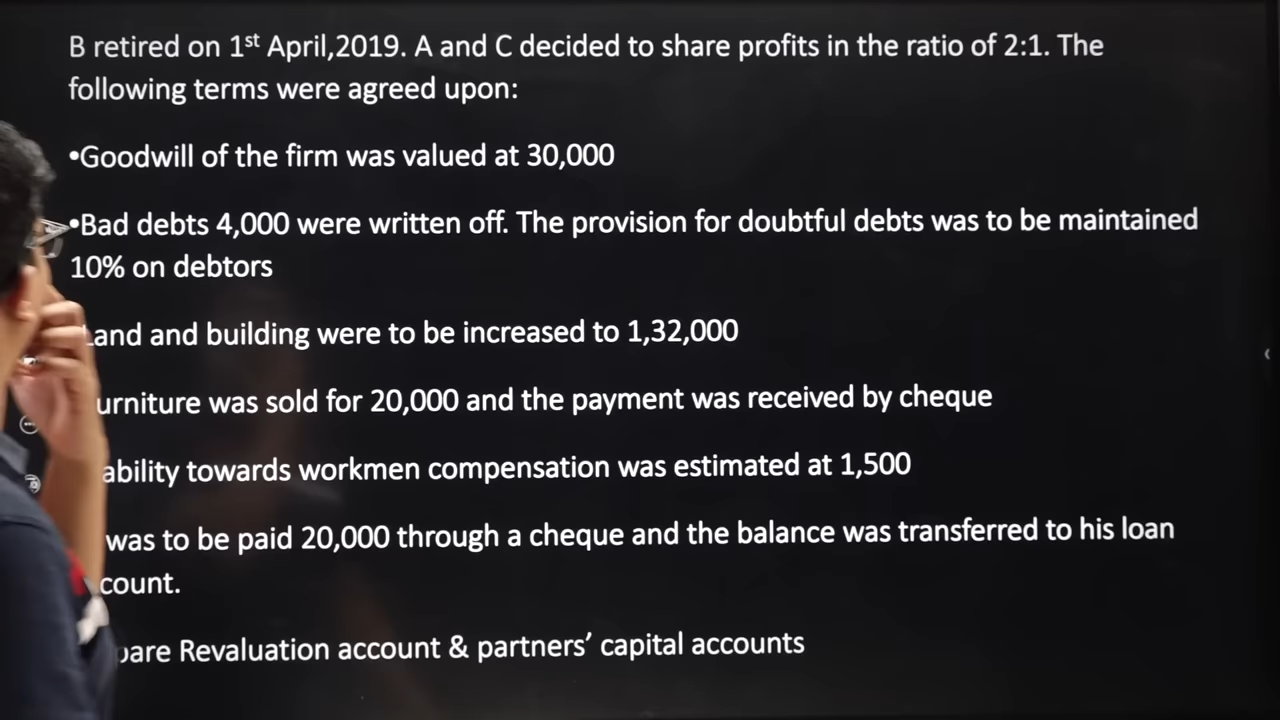 B retired on 1st April,2019. A and C decided to share profits in the ratio of 2:1. The
following terms were agreed upon:
•Goodwill of the firm was valued at 30,000
•Bad debts 4,000 were written off. The provision for doubtful debts was to be maintained
10% on debtors
and and building were to be increased to 1,32,000
urniture was sold for 20,000 and the payment was received by cheque
ability towards workmen compensation was estimated at 1,500
was to be paid 20,000 through a cheque and the balance was transferred to his loan
count.
pare Revaluation account & partners' capital accounts